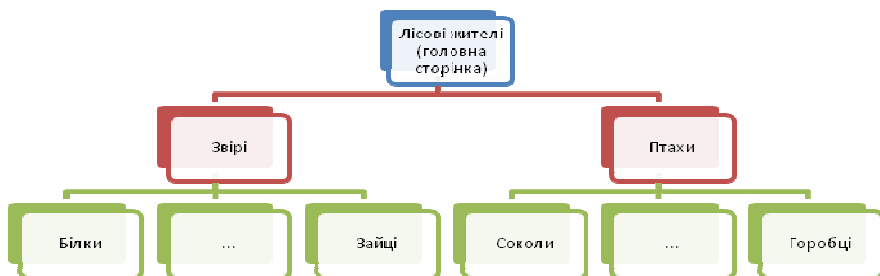 Лісові жителі
(головна
сторінка)
Звірі
Птахи
Білки
...
Зайці
Соколи
...
Горобці